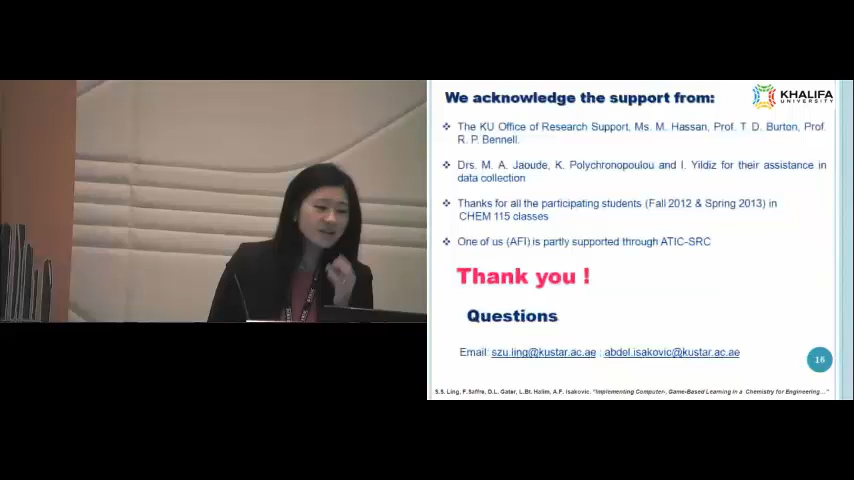 We acknowledge the support from:
KHALIFA
UNIVERSITY
❖ The KU Office of Research Support, Ms. M. Hassan, Prof. T. D. Burton, Prof.
R. P. Bennell.
❖ Drs. M. A. Jaoude, K. Polychronopoulou and I. Yildiz for their assistance in
data collection
❖ Thanks for all the participating students (Fall 2012 & Spring 2013) in
CHEM 115 classes
❖ One of us (AFI) is partly supported through ATIC-SRC
Thank you !
Questions
Email: szu.ling@kustar.ac.ae ; abdel.isakovic@kustar.ac.ae
16
S.S. Ling, F.Saffre, D.L. Gater, L.Bt. Halim, A.F. Isakovic. "Implementing Computer-, Game-Based Learning in a Chemistry for Engineering..."